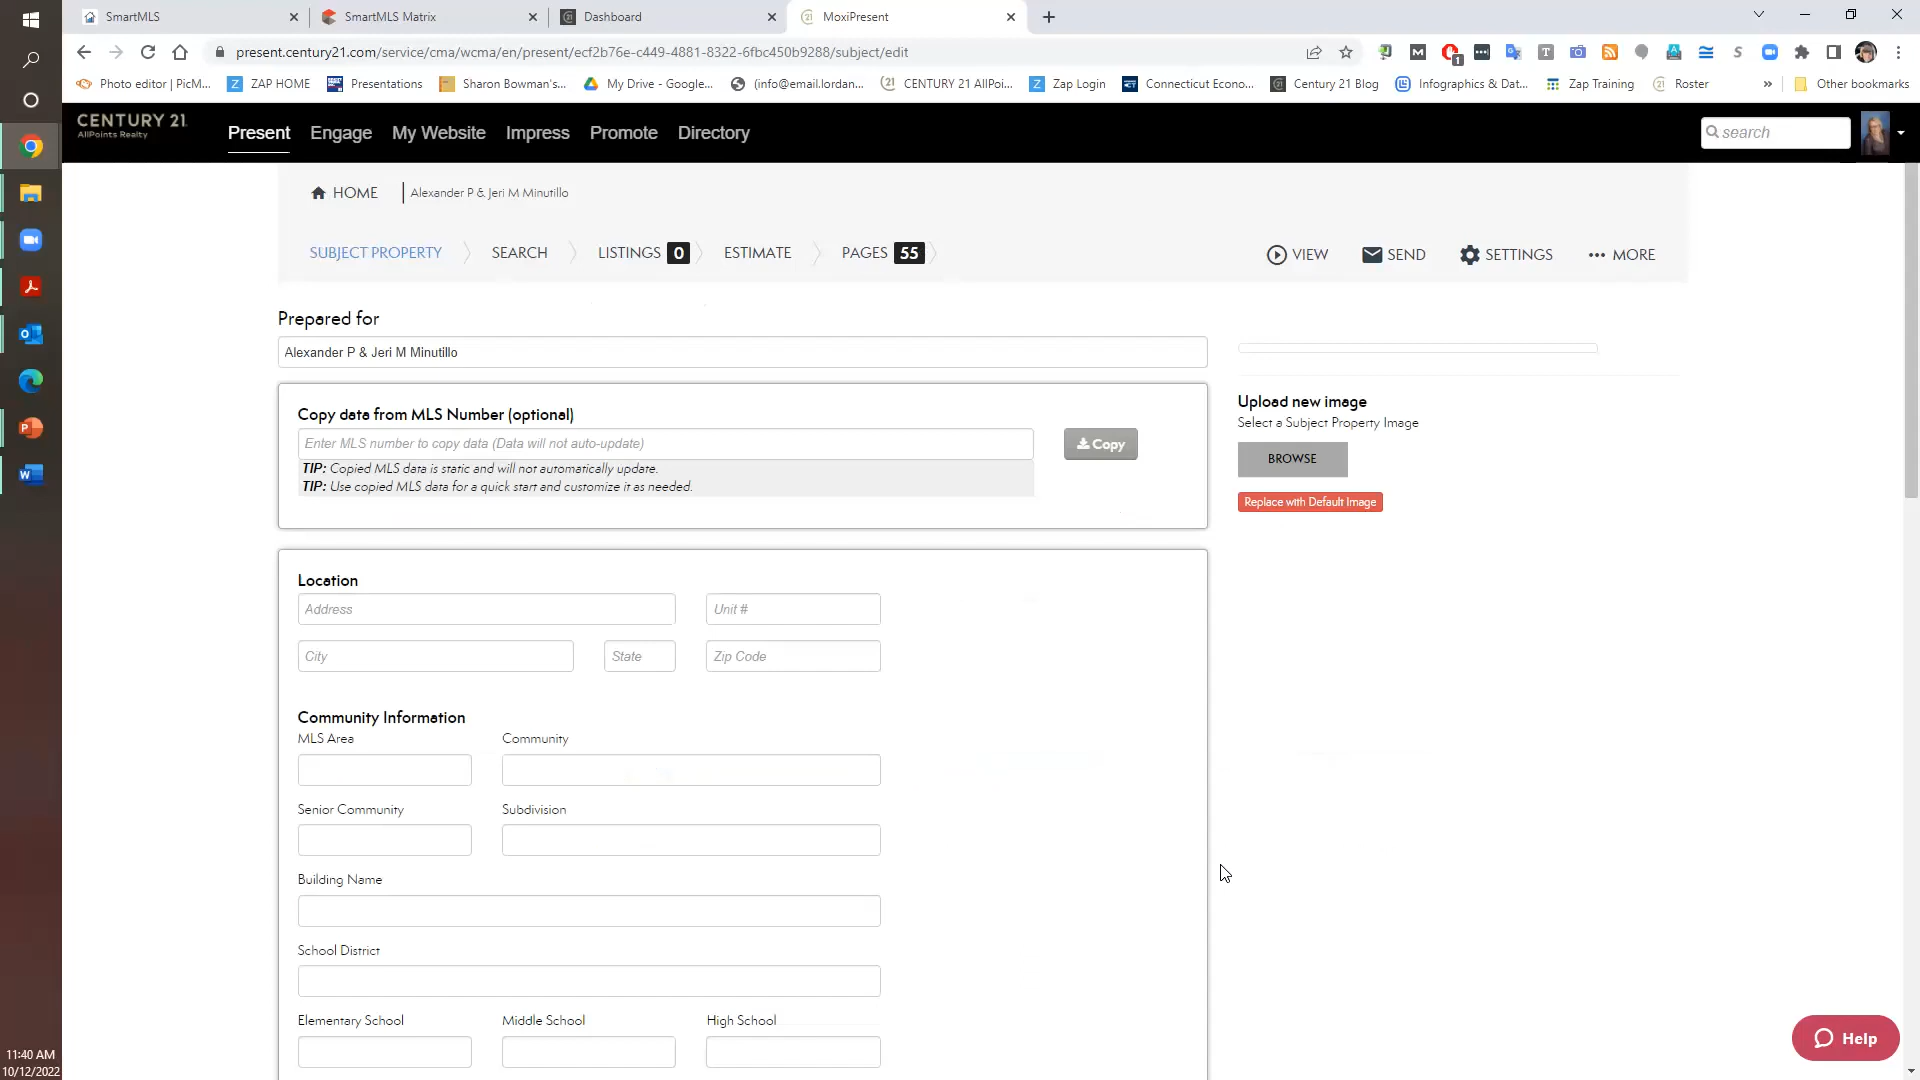 SmartMLS
SmartMLS Matrix
Dashboard
MoxiPresent
present.century21.com/service/cma/wcma/en/present/ecf2b76e-c449-4881-8322-6fbc450b9288/subject/edit
Photo editor | PicM...
ZAP HOME
Presentations
Sharon Bowman's...
My Drive - Google...
(info@email.lordan...
CENTURY 21 AllPoi...
Zap Login
Connecticut Econo...
Century 21 Blog
Infographics & Dat...
Zap Training
Roster
»
Other bookmarks
CENTURY 21.
AllPoints Realty
Present
Engage
My Website
Impress
Promote
Directory
search
HOME
Alexander P & Jeri M Minutillo
SUBJECT PROPERTY
SEARCH
LISTINGS 0
ESTIMATE
PAGES 55
VIEW
SEND
SETTINGS
MORE
Prepared for
Alexander P & Jeri M Minutillo
Copy data from MLS Number (optional)
Enter MLS number to copy data (Data will not auto-update)
Copy
TIP: Copied MLS data is static and will not automatically update.
TIP: Use copied MLS data for a quick start and customize it as needed.
Upload new image
Select a Subject Property Image
BROWSE
Replace with Default Image
Location
Address
Unit #
City
State
Zip Code
Community Information
MLS Area
Community
Senior Community
Subdivision
Building Name
School District
Elementary School
Middle School
High School
Help
11:40 AM
10/12/2022